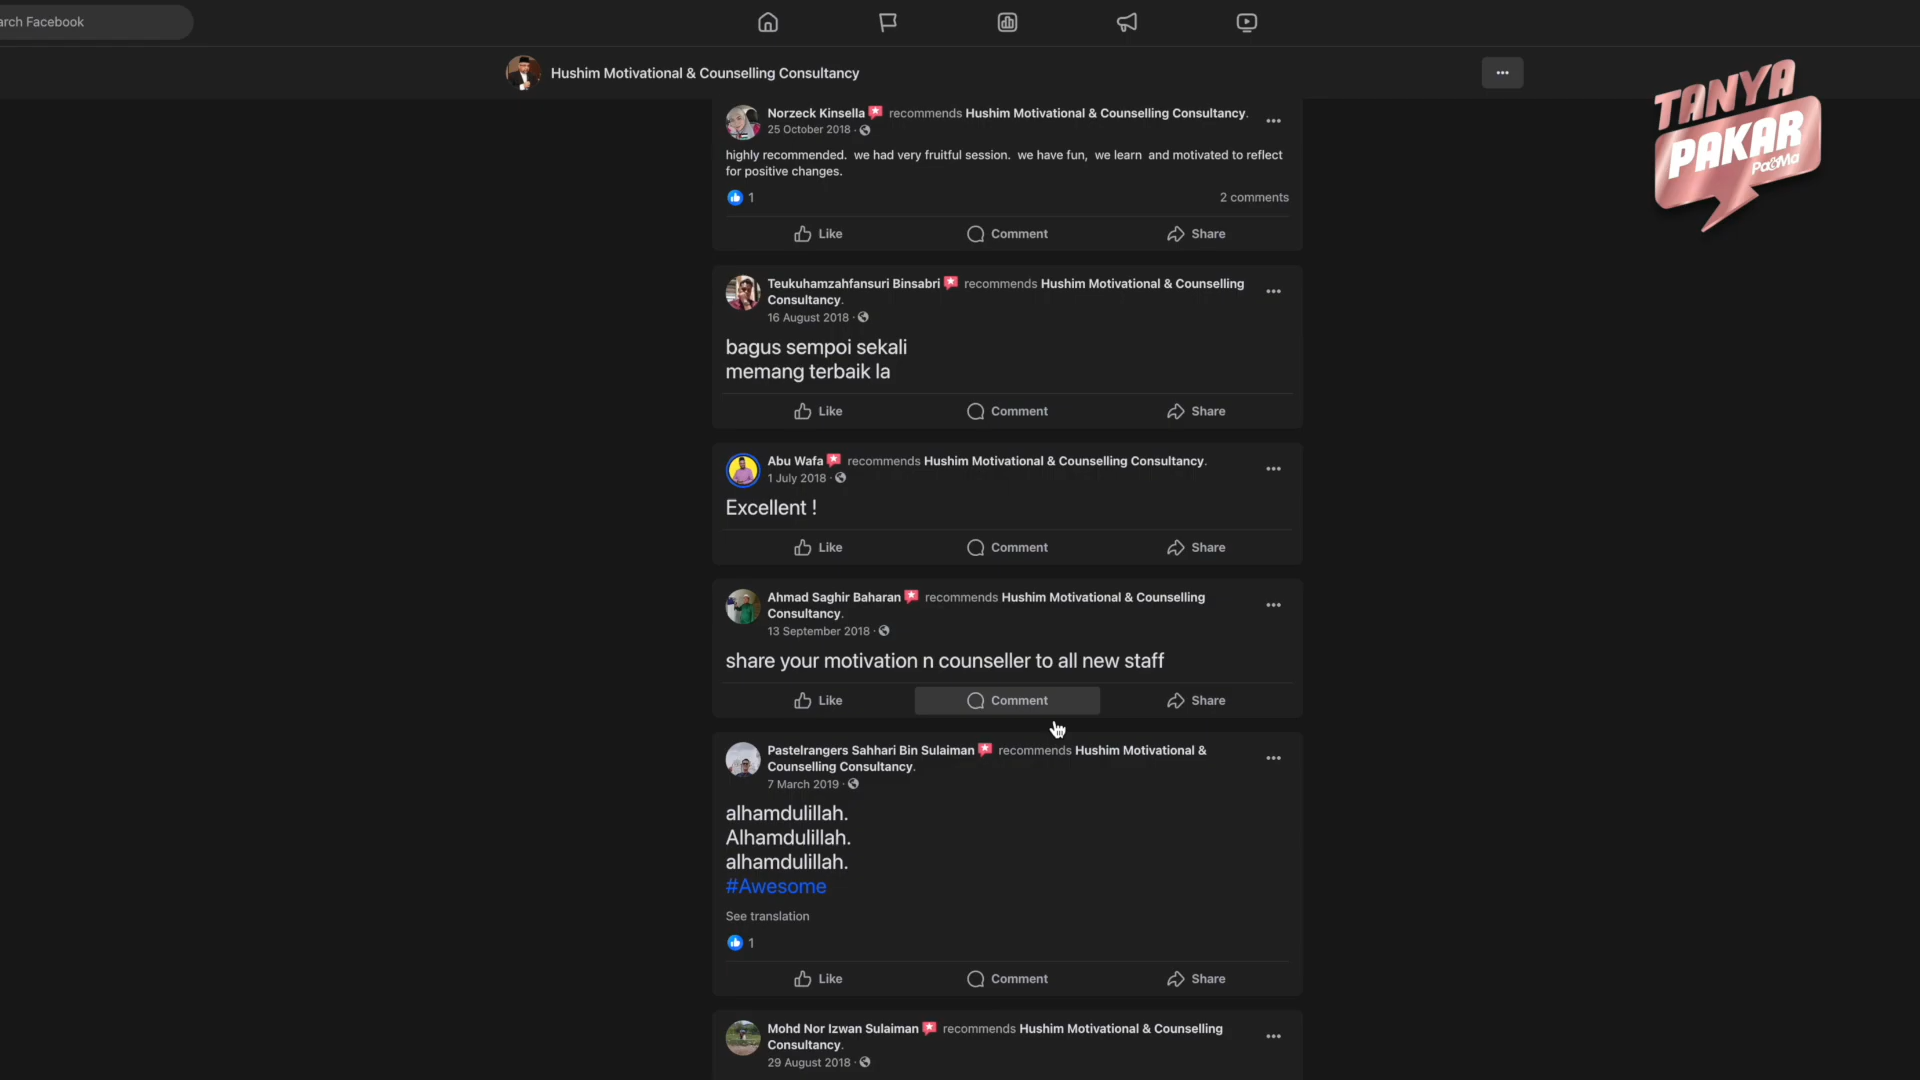 arch Facebook
Hushim Motivational & Counselling Consultancy
TANYA
PAKAR
Pa&Ma
Norzeck Kinsella recommends Hushim Motivational & Counselling Consultancy.
25 October 2018 ·
highly recommended. we had very fruitful session. we have fun, we learn and motivated to reflect
for positive changes.
1
2 comments
Like Comment Share
Teukuhamzahfansuri Binsabri recommends Hushim Motivational & Counselling
Consultancy.
16 August 2018 ·
bagus sempoi sekali
memang terbaik la
Like Comment Share
Abu Wafa recommends Hushim Motivational & Counselling Consultancy.
1 July 2018 ·
Excellent !
Like Comment Share
Ahmad Saghir Baharan recommends Hushim Motivational & Counselling
Consultancy.
13 September 2018 ·
share your motivation n counseller to all new staff
Like Comment Share
Pastelrangers Sahhari Bin Sulaiman recommends Hushim Motivational &
Counselling Consultancy.
7 March 2019 ·
alhamdulillah.
Alhamdulillah.
alhamdulillah.
#Awesome
See translation
1
Like Comment Share
Mohd Nor Izwan Sulaiman recommends Hushim Motivational & Counselling
Consultancy.
29 August 2018 ·